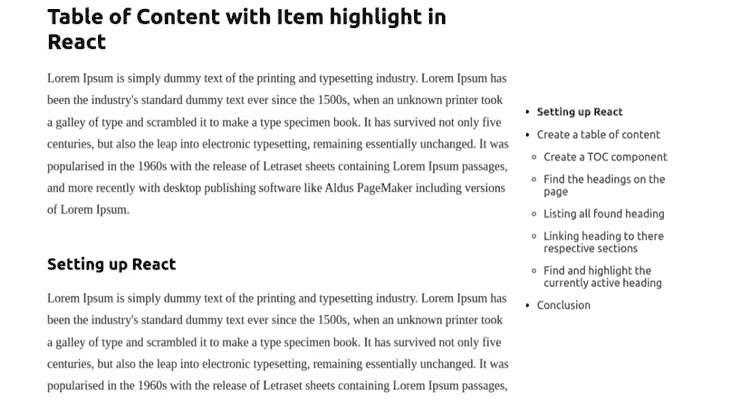 Table of Content with Item highlight in
React
Lorem Ipsum is simply dummy text of the printing and typesetting industry. Lorem Ipsum has
been the industry's standard dummy text ever since the 1500s, when an unknown printer took
a galley of type and scrambled it to make a type specimen book. It has survived not only five
centuries, but also the leap into electronic typesetting, remaining essentially unchanged. It was
popularised in the 1960s with the release of Letraset sheets containing Lorem Ipsum passages,
and more recently with desktop publishing software like Aldus PageMaker including versions
of Lorem Ipsum.
Setting up React
Lorem Ipsum is simply dummy text of the printing and typesetting industry. Lorem Ipsum has
been the industry's standard dummy text ever since the 1500s, when an unknown printer took
a galley of type and scrambled it to make a type specimen book. It has survived not only five
centuries, but also the leap into electronic typesetting, remaining essentially unchanged. It was
popularised in the 1960s with the release of Letraset sheets containing Lorem Ipsum passages,
Setting up React
Create a table of content
Create a TOC component
Find the headings on the
page
Listing all found heading
Linking heading to there
respective sections
Find and highlight the
currently active heading
Conclusion